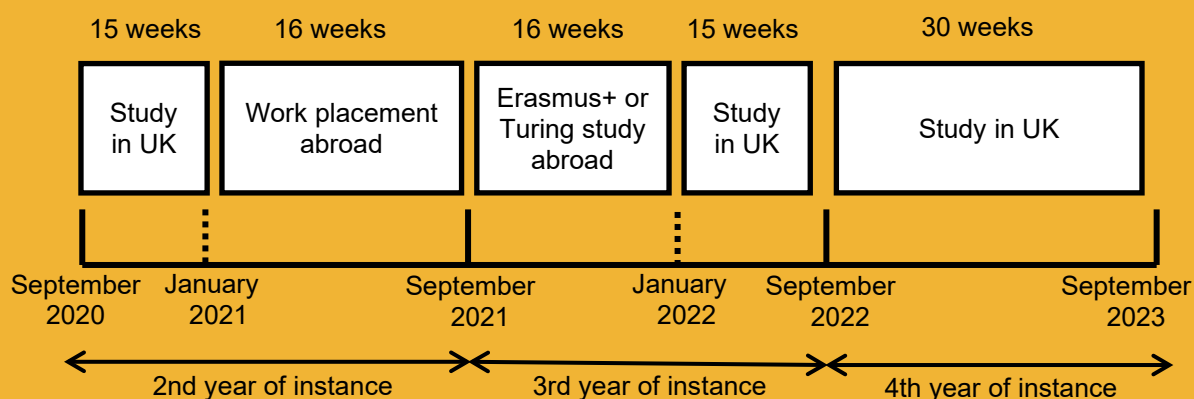 15 weeks
16 weeks
16 weeks
15 weeks
30 weeks
Study
in UK
Work placement
abroad
Erasmus+ or
Turing study
abroad
Study
in UK
Study in UK
September
2020
January
2021
September
2021
January
2022
September
2022
September
2023
2nd year of instance
3rd year of instance
4th year of instance